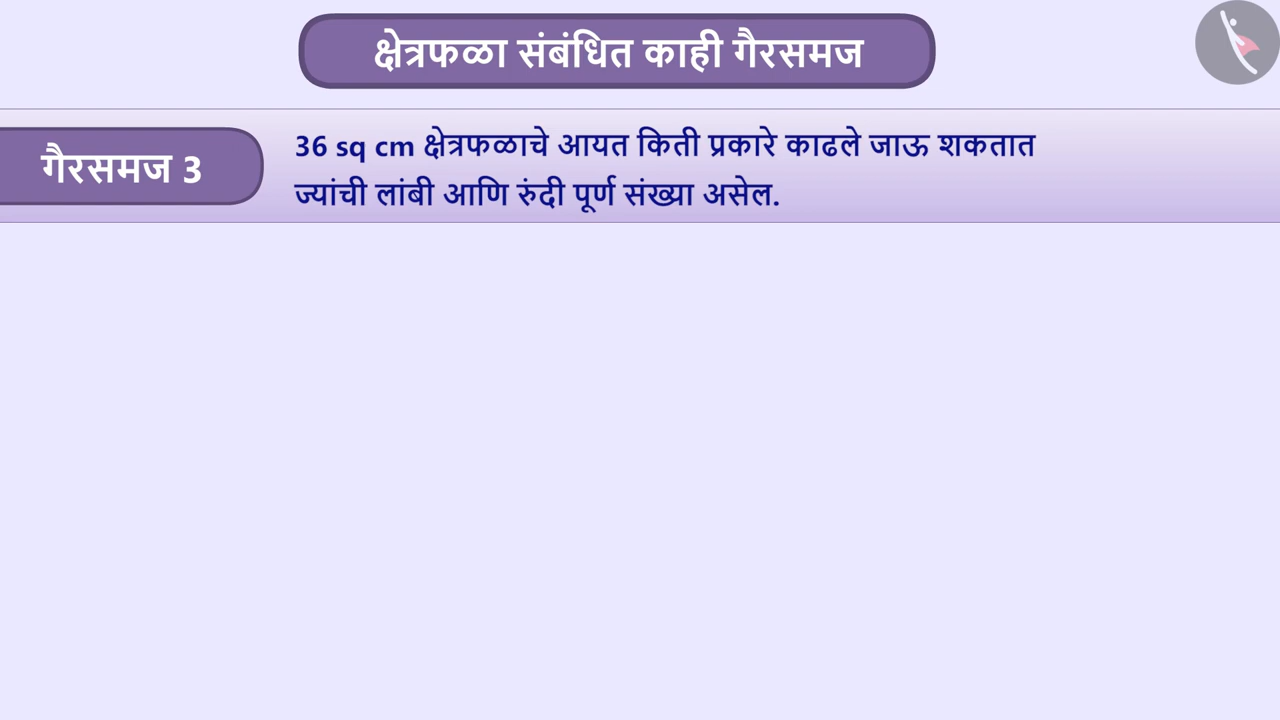 क्षेत्रफळा संबंधित काही गैरसमज
गैरसमज 3
36 sq cm क्षेत्रफळाचे आयत किती प्रकारे काढले जाऊ शकतात
ज्यांची लांबी आणि रुंदी पूर्ण संख्या असेल.